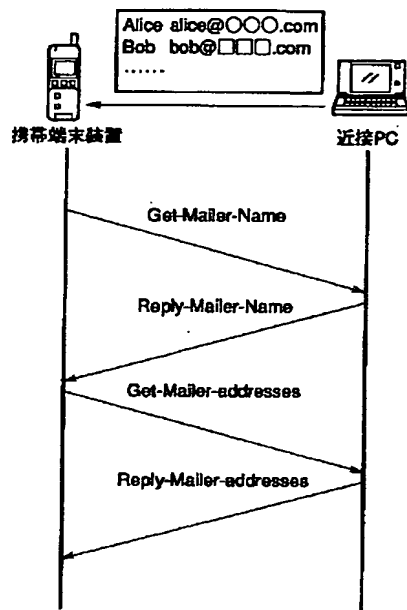 Alice alice@○○○.com
Bob bob@□□□.com
……
携帯端末装置
近接PC
Get-Mailer-Name
Reply-Mailer-Name
Get-Mailer-addresses
Reply-Mailer-addresses